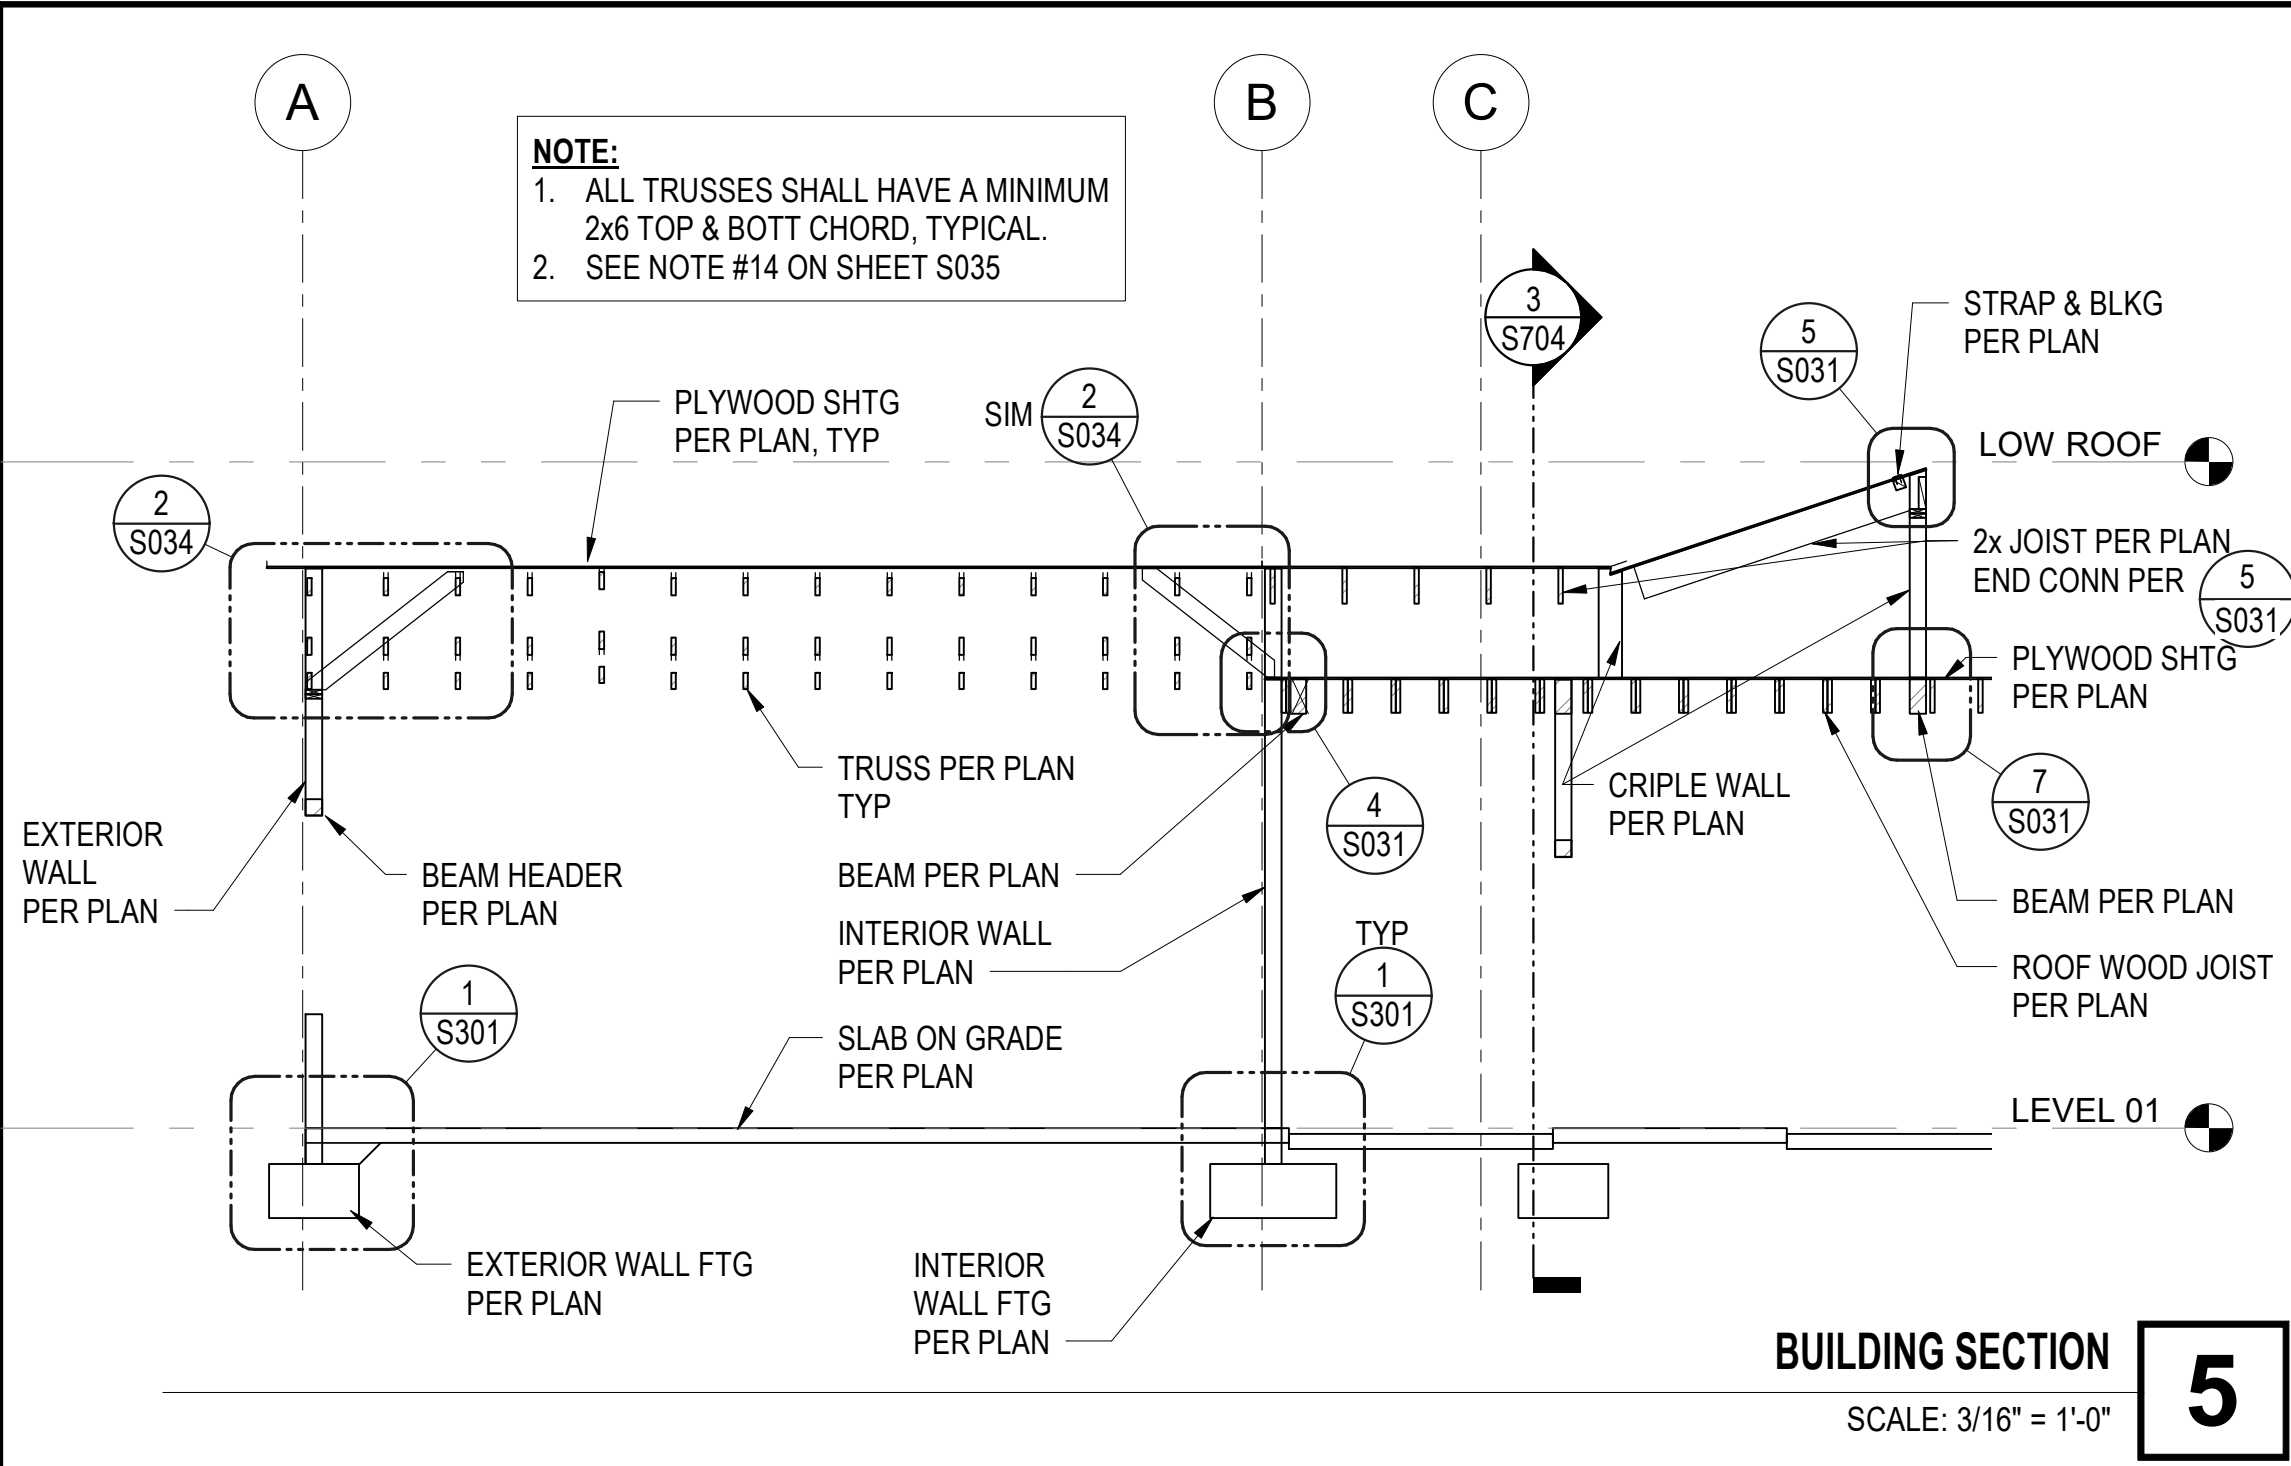 A
B
C
NOTE:
1. ALL TRUSSES SHALL HAVE A MINIMUM
2x6 TOP & BOTT CHORD, TYPICAL.
2. SEE NOTE #14 ON SHEET S035
3
S704
5
S031
STRAP & BLKG
PER PLAN
PLYWOOD SHTG
PER PLAN, TYP
SIM
2
S034
LOW ROOF
2
S034
2x JOIST PER PLAN
END CONN PER
5
S031
PLYWOOD SHTG
PER PLAN
TRUSS PER PLAN
TYP
CRIPLE WALL
PER PLAN
4
S031
7
S031
EXTERIOR
WALL
PER PLAN
BEAM HEADER
PER PLAN
BEAM PER PLAN
BEAM PER PLAN
INTERIOR WALL
PER PLAN
TYP
1
S301
ROOF WOOD JOIST
PER PLAN
1
S301
SLAB ON GRADE
PER PLAN
LEVEL 01
EXTERIOR WALL FTG
PER PLAN
INTERIOR
WALL FTG
PER PLAN
BUILDING SECTION
5
SCALE: 3/16" = 1'-0"